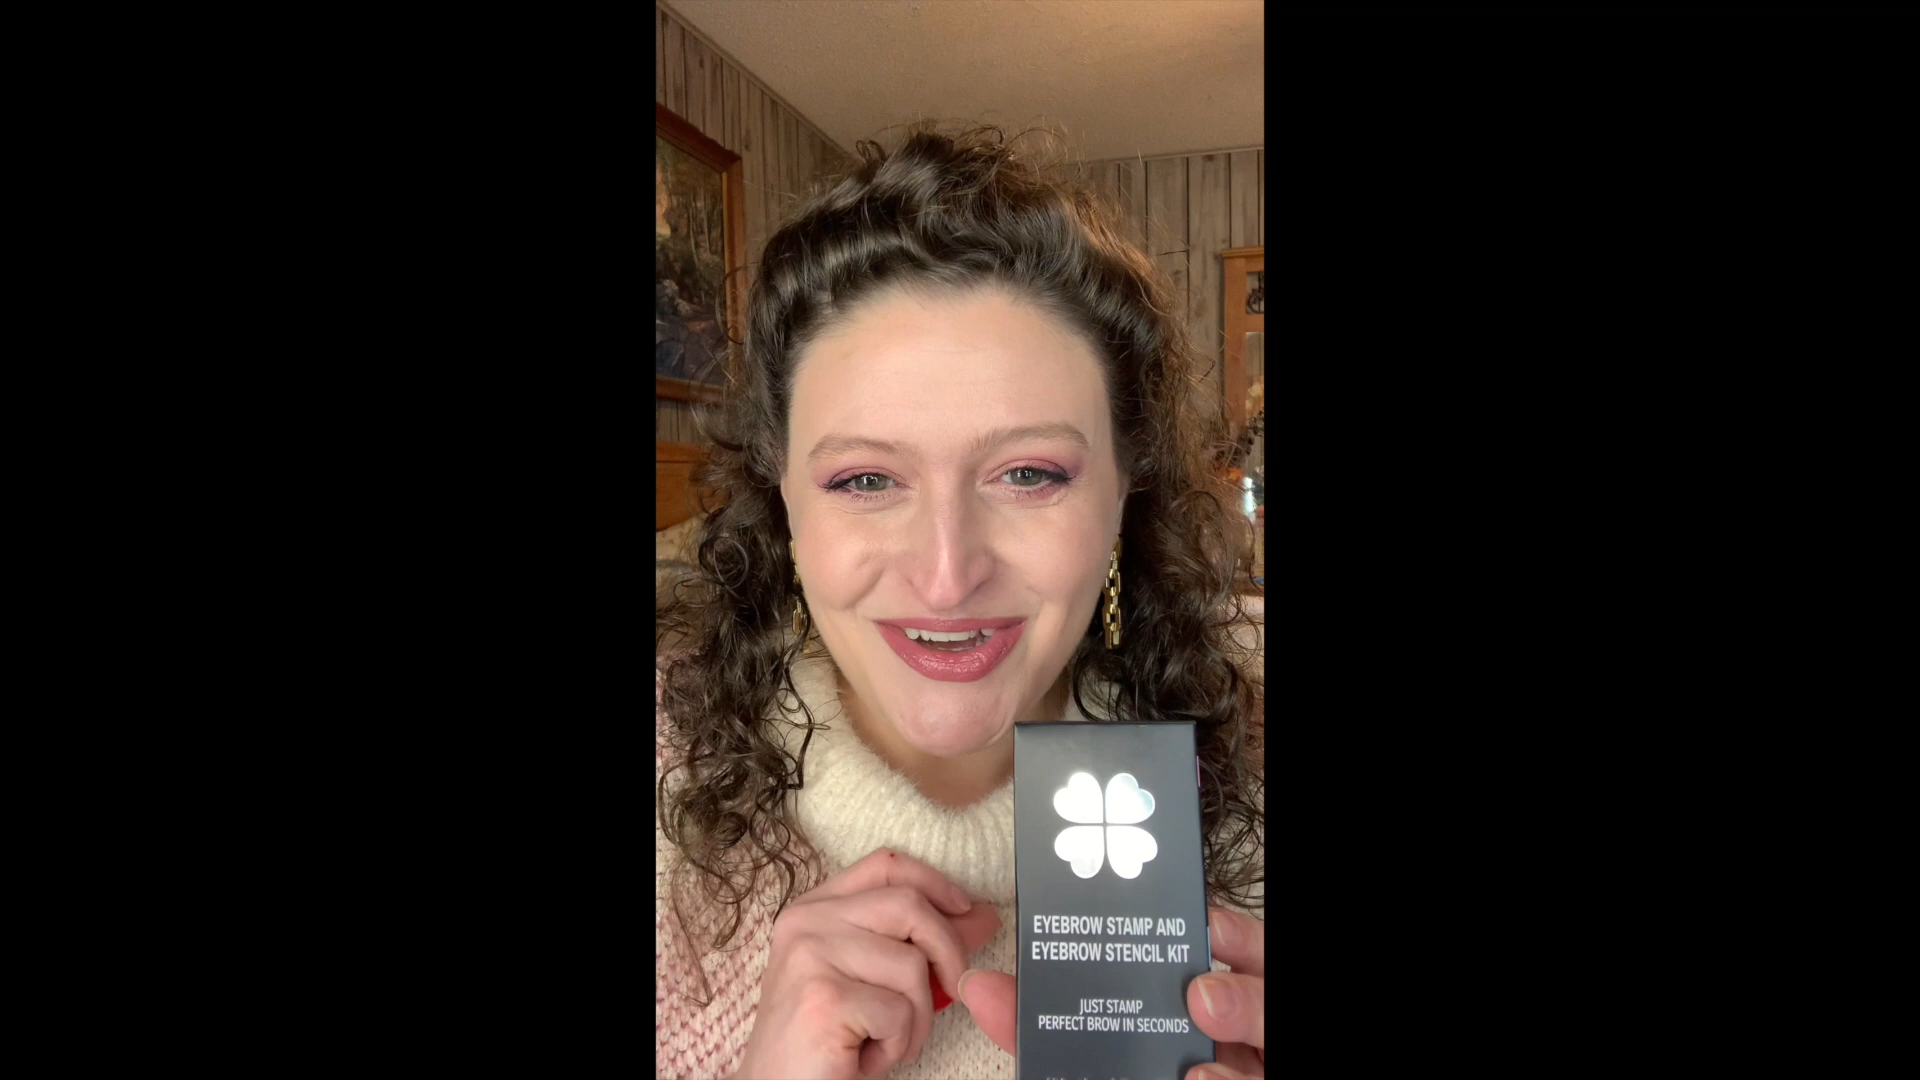 EYEBROW STAMP AND
EYEBROW STENCIL KIT
JUST STAMP
PERFECT BROW IN SECONDS